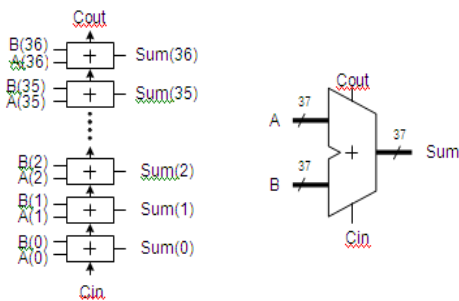 Cout
B(36)
A(36)
+
Sum(36)
B(35)
A(35)
+
Sum(35)
B(2)
A(2)
+
Sum(2)
B(1)
A(1)
+
Sum(1)
B(0)
A(0)
+
Sum(0)
Cin
Cout
37
A
37
B
+
37
Sum
Cin